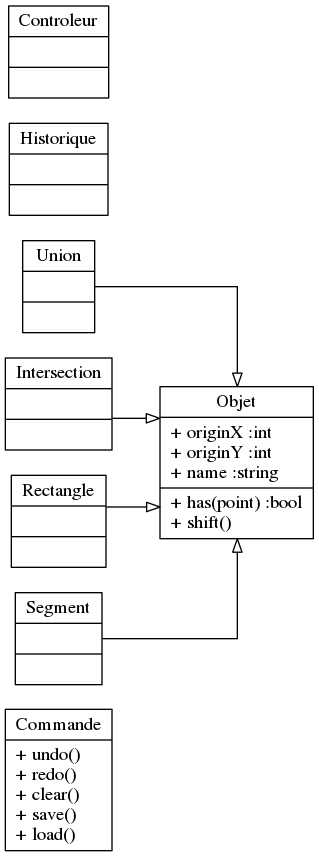 Controleur
Historique
Union
Intersection
Objet
+ originX :int
+ originY :int
+ name :string
+ has(point) :bool
+ shift()
Rectangle
Segment
Commande
+ undo()
+ redo()
+ clear()
+ save()
+ load()